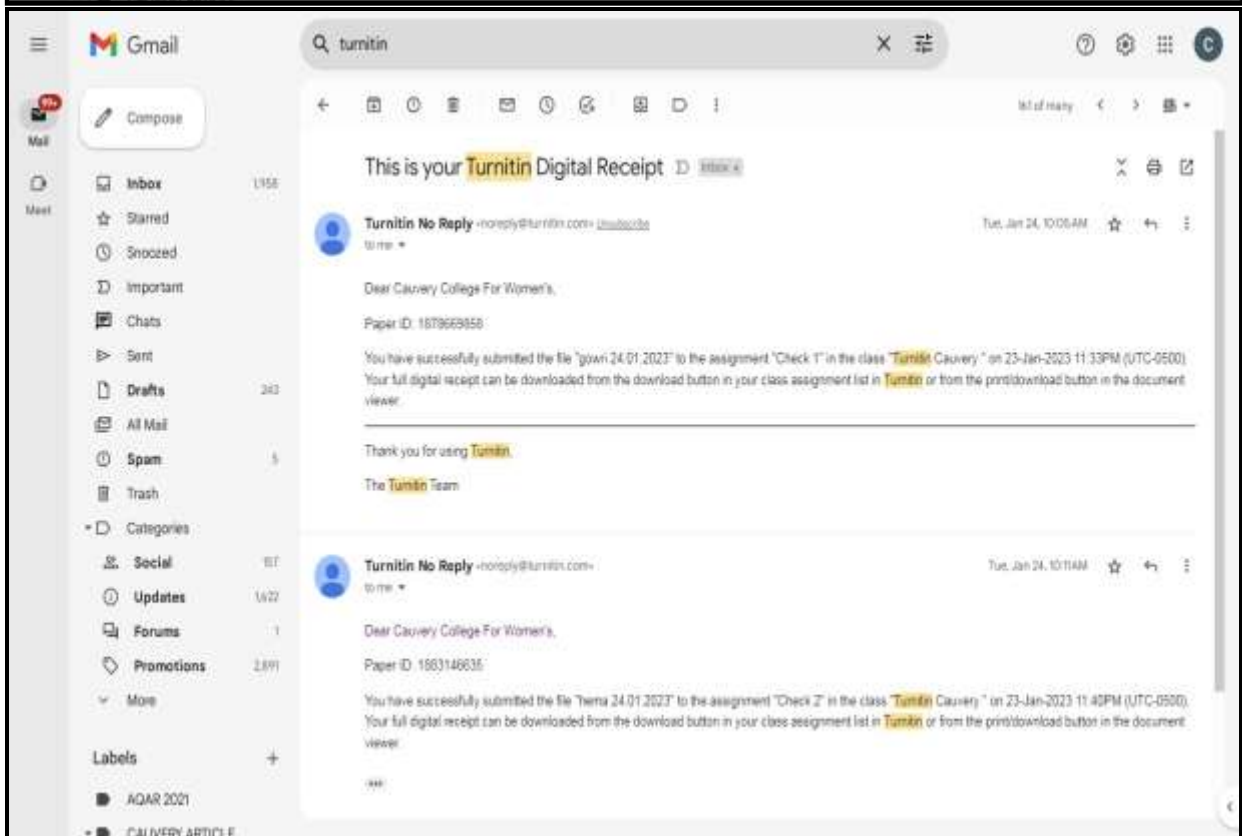 Gmail
turnitin
C
99+
Mail
Meet
Compose
Inbox 1,958
Starred
Snoozed
Important
Chats
Sent
Drafts 243
All Mail
Spam 5
Trash
Categories
Social
Updates 1,622
Forums 1
Promotions 2,891
More
Labels +
AQAR 2021
CAUVERY ARTICLE
of many
This is your Turnitin Digital Receipt Inbox x
Turnitin No Reply <noreply@turnitin.com> Unsubscribe Tue, Jan 24, 10:05 AM
to me
Dear Cauvery College For Women's,
Paper ID: 1878669858
You have successfully submitted the file "gowri 24.01.2023" to the assignment "Check 1" in the class "Turnitin Cauvery " on 23-Jan-2023 11:33PM (UTC-0500).
Your full digital receipt can be downloaded from the download button in your class assignment list in Turnitin or from the print/download button in the document
viewer.
Thank you for using Turnitin,
The Turnitin Team
Turnitin No Reply <noreply@turnitin.com> Tue, Jan 24, 10:11 AM
to me
Dear Cauvery College For Women's,
Paper ID: 1883146635
You have successfully submitted the file "hema 24.01.2023" to the assignment "Check 2" in the class "Turnitin Cauvery " on 23-Jan-2023 11:40PM (UTC-0500).
Your full digital receipt can be downloaded from the download button in your class assignment list in Turnitin or from the print/download button in the document
viewer.